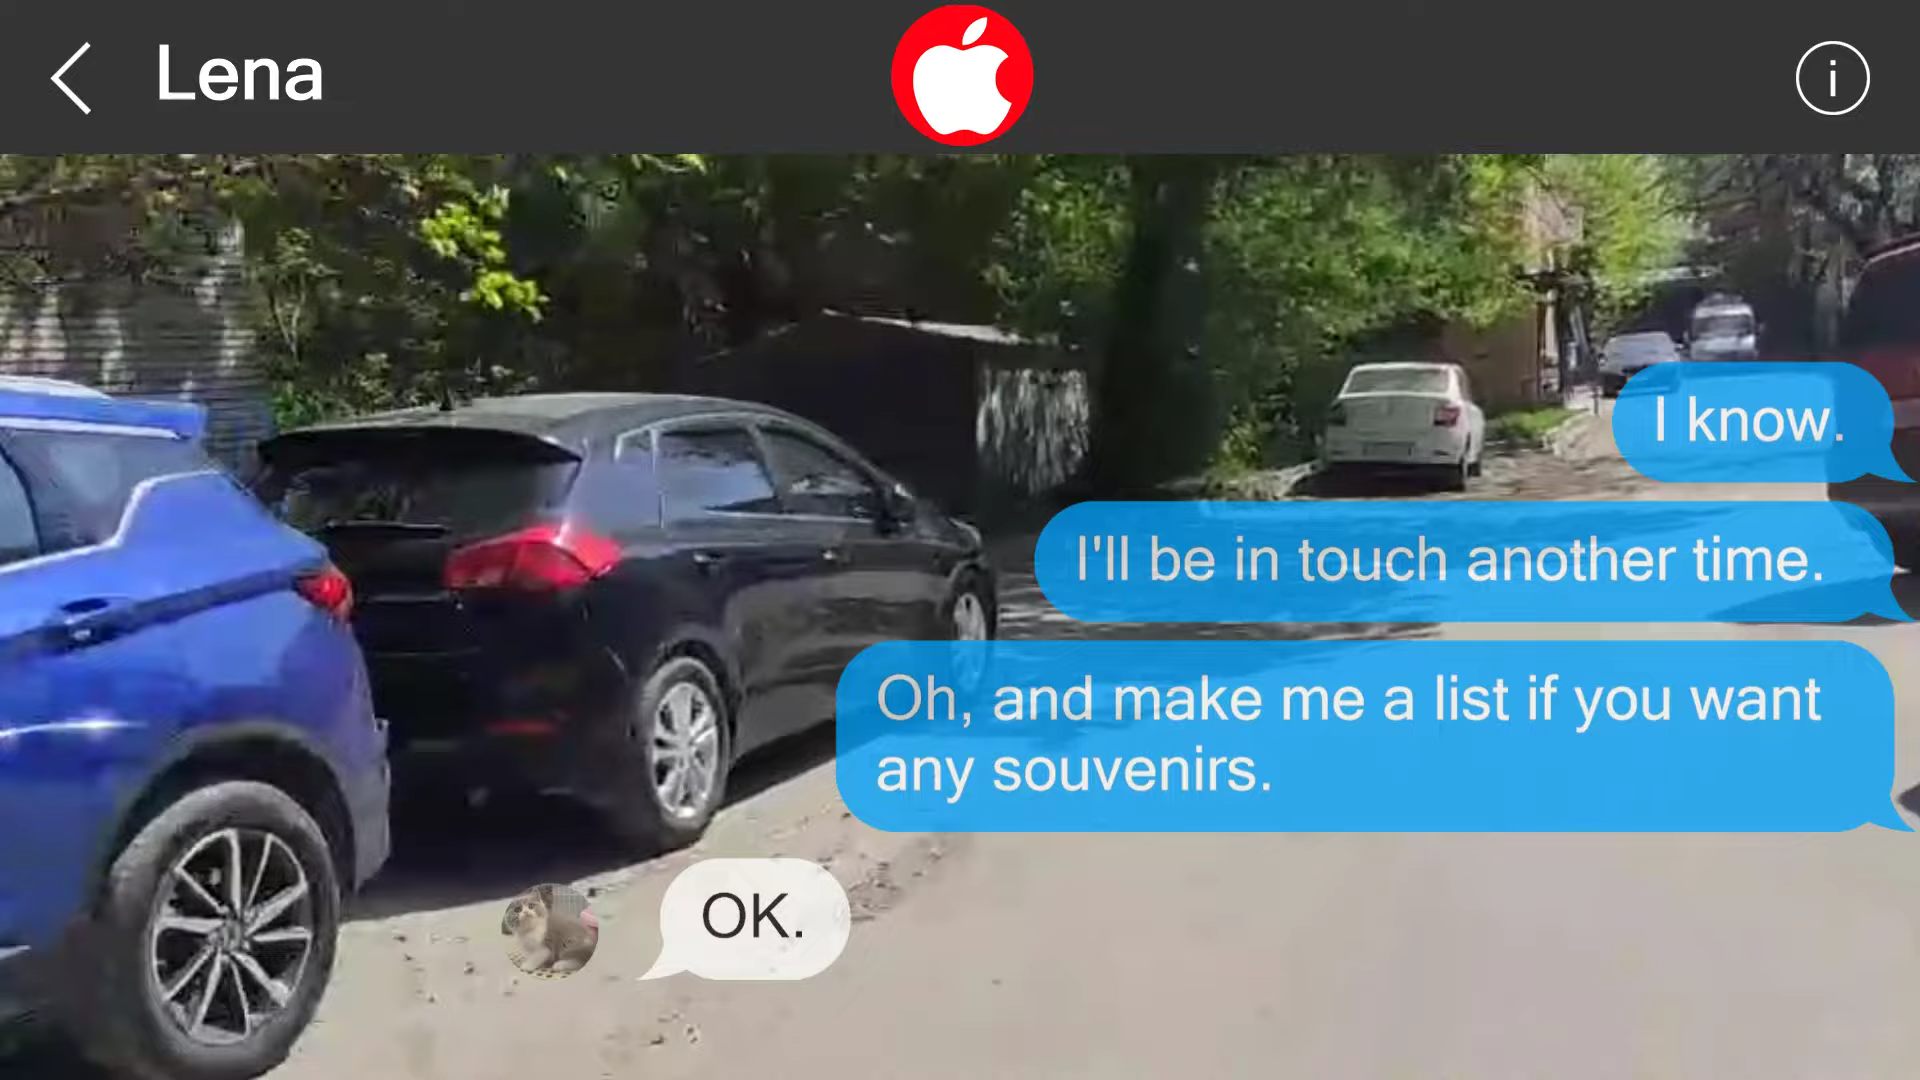 Lena
I know.
I'll be in touch another time.
Oh, and make me a list if you want
any souvenirs.
OK.